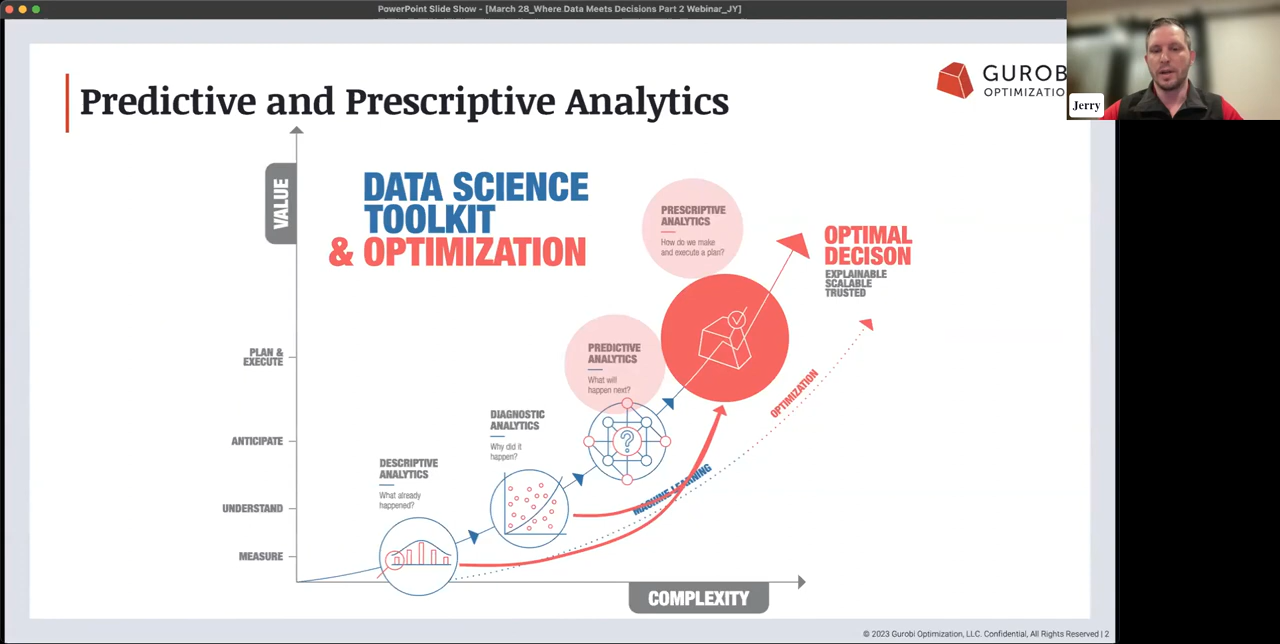 PowerPoint Slide Show - [March 28_Where Data Meets Decisions Part 2 Webinar_JY]
Predictive and Prescriptive Analytics
GUROBI
OPTIMIZATIO
Jerry
VALUE
DATA SCIENCE
TOOLKIT
& OPTIMIZATION
PRESCRIPTIVE
ANALYTICS
How do we make
and execute a plan?
OPTIMAL
DECISON
EXPLAINABLE
SCALABLE
TRUSTED
PREDICTIVE
ANALYTICS
What will
happen next?
PLAN &
EXECUTE
OPTIMIZATION
DIAGNOSTIC
ANALYTICS
Why did it
happen?
ANTICIPATE
?
DESCRIPTIVE
ANALYTICS
What already
happened?
MACHINE LEARNING
UNDERSTAND
MEASURE
COMPLEXITY
© 2023 Gurobi Optimization, LLC. Confidential, All Rights Reserved | 2